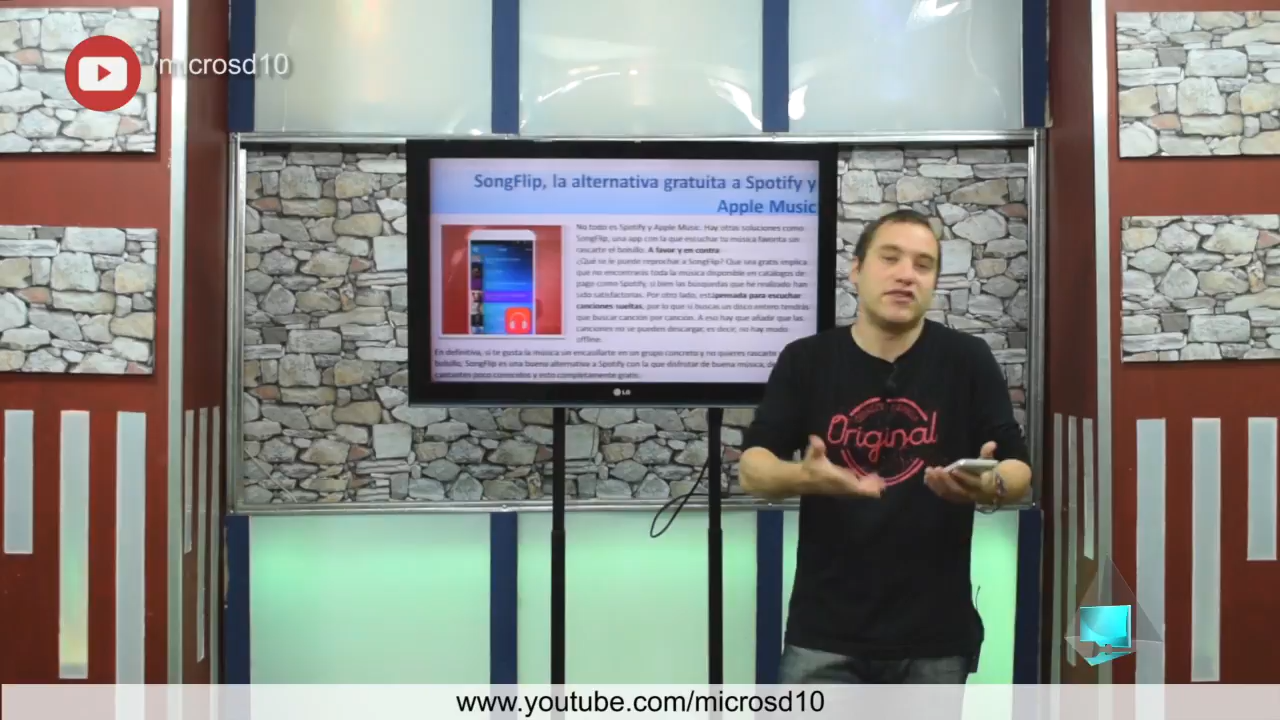 /microsd10
SongFlip, la alternativa gratuita a Spotify y
Apple Music
No todo es Spotify y Apple Music. Hay otras soluciones como
SongFlip, una app con la que escuchar tu música favorita sin
rascarte el bolsillo. A favor y en contra
¿Qué se le puede reprochar a SongFlip? Que sea gratis implica
que no encontrarás toda la música disponible en catálogos de
pago como Spotify, si bien las búsquedas que he realizado han
sido satisfactorias. Por otro lado, está pensada para escuchar
canciones sueltas, por lo que si buscas un disco entero tendrás
que buscar canción por canción. A eso hay que añadir que las
canciones no se pueden descargar, es decir, no hay modo
offline.
En definitiva, si te gusta la música sin encasillarte en un grupo concreto y no quieres rascarte
bolsillo, SongFlip es una buena alternativa a Spotify con la que disfrutar de buena música, de
cantantes poco conocidos y esto completamente gratis.
LG
Original
www.youtube.com/microsd10